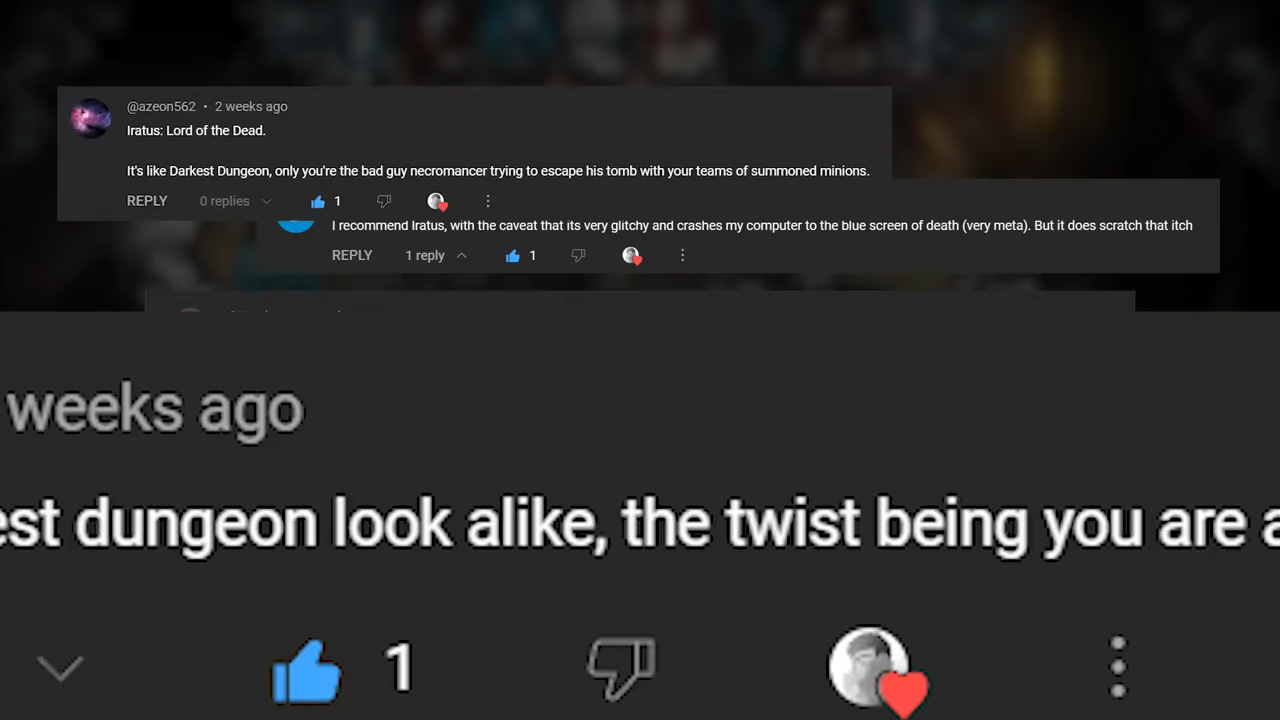 @azeon562 • 2 weeks ago
Iratus: Lord of the Dead.
It's like Darkest Dungeon, only you're the bad guy necromancer trying to escape his tomb with your teams of summoned minions.
REPLY 0 replies 1
I recommend Iratus, with the caveat that its very glitchy and crashes my computer to the blue screen of death (very meta). But it does scratch that itch
REPLY 1 reply 1
weeks ago
est dungeon look alike, the twist being you are a
1